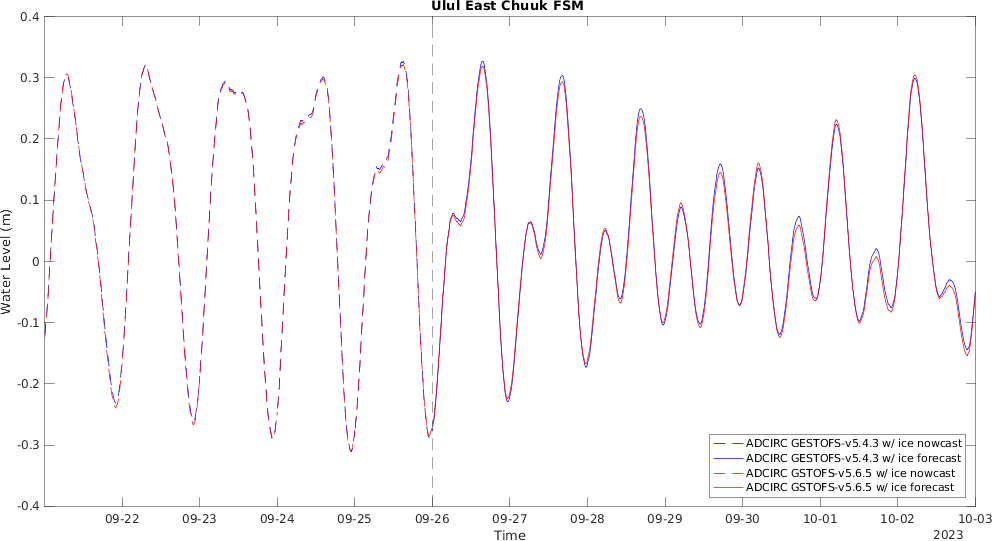 Ulul East Chuuk FSM
0.4
0.3
0.2
0.1
0
-0.1
-0.2
-0.3
-0.4
Water Level (m)
09-22 09-23 09-24 09-25 09-26 09-27 09-28 09-29 09-30 10-01 10-02 10-03
Time
2023
ADCIRC GESTOFS-v5.4.3 w/ ice nowcast
ADCIRC GESTOFS-v5.4.3 w/ ice forecast
ADCIRC GSTOFS-v5.6.5 w/ ice nowcast
ADCIRC GSTOFS-v5.6.5 w/ ice forecast